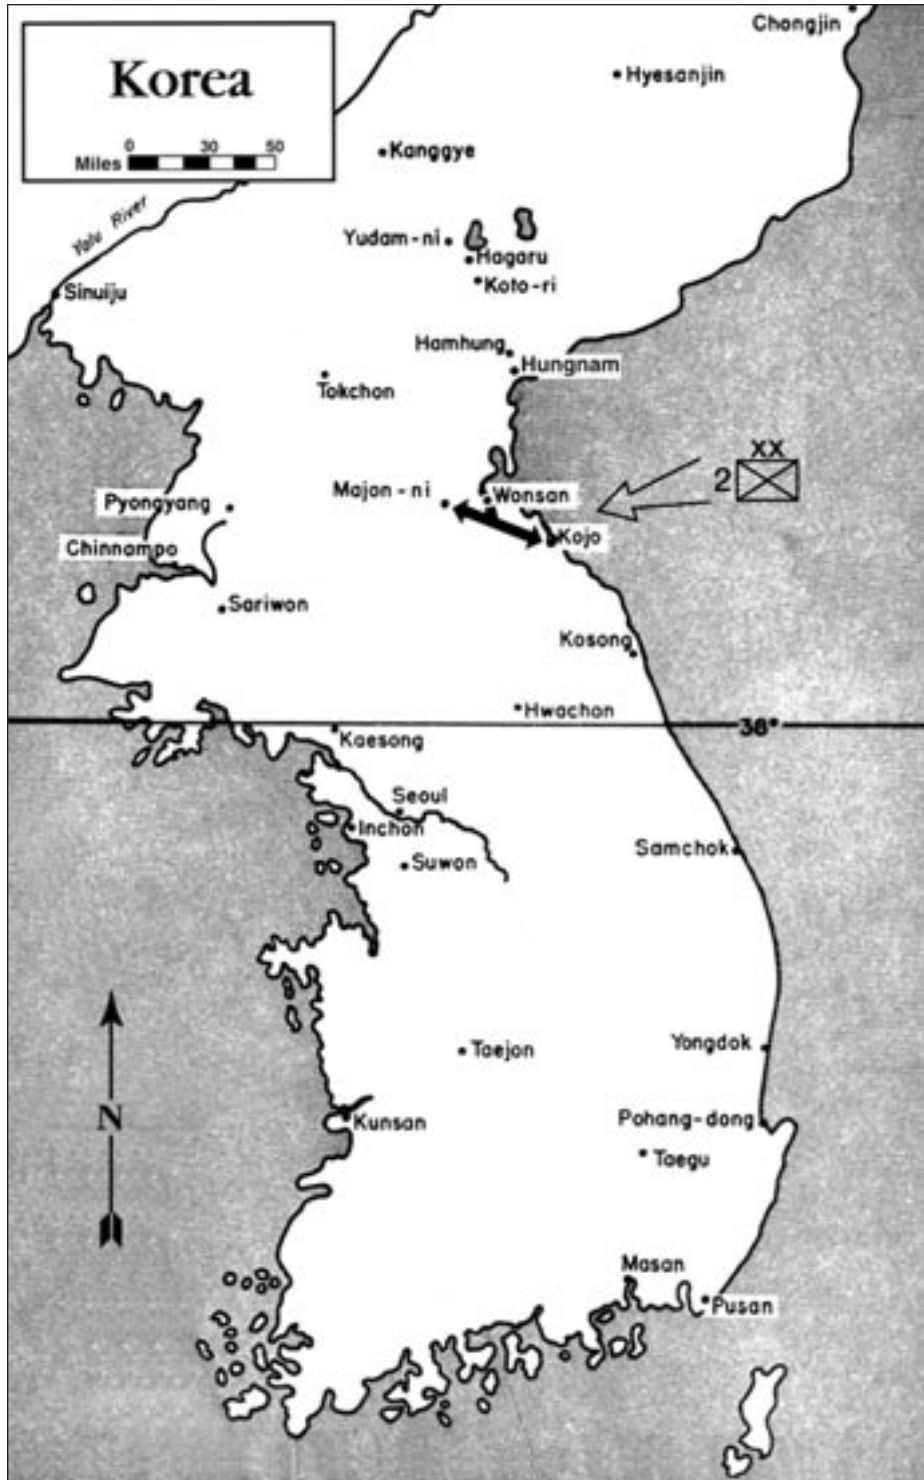 Chongjin
Korea
Hyesanjin
0 30 50
Miles
Kanggye
Yalu River
Yudam-ni
Hagaru
Koto-ri
Sinuiju
Hamhung
Hungnam
Tokchon
XX
2
Majon-ni
Wonsan
Pyongyang
Kojo
Chinnampo
Sariwon
Kosong
Hwachon
38°
Kaesong
Seoul
Inchon
Samchok
Suwon
Yongdok
Taejon
N
Kunsan
Pohang-dong
Taegu
Masan
Pusan